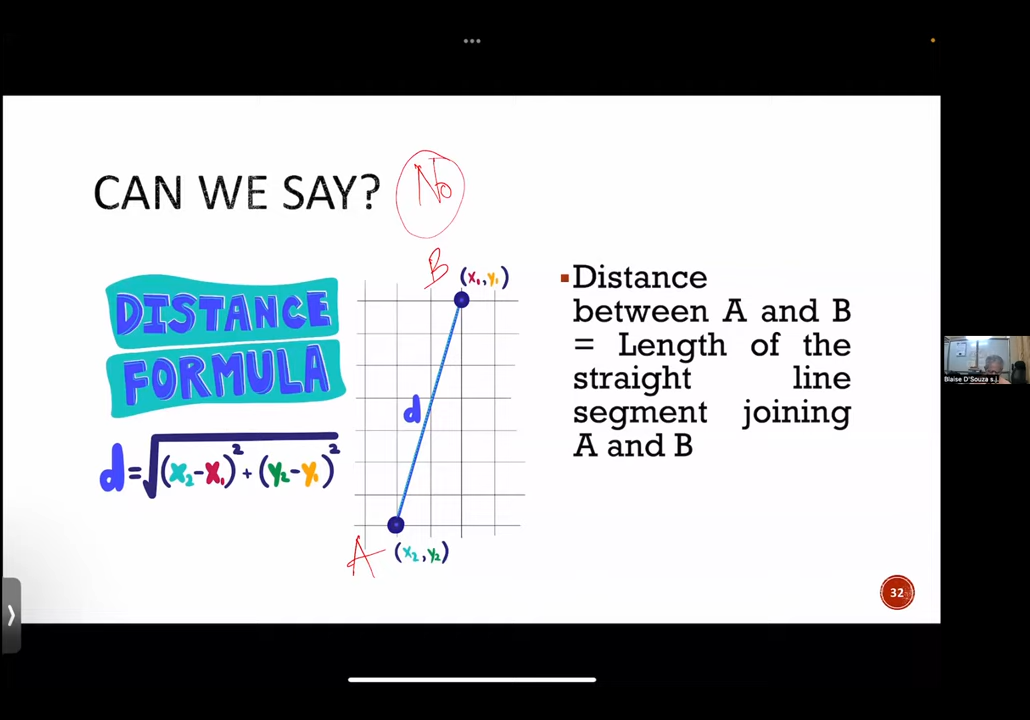 CAN WE SAY?
No
DISTANCE
FORMULA
d=√(x₂-x₁)²+(y₂-y₁)²
B
(x₁,y₁)
d
A
(x₂,y₂)
▪Distance
between A and B
= Length of the
straight line
segment joining
A and B
32
Blaise D'Souza s.j.